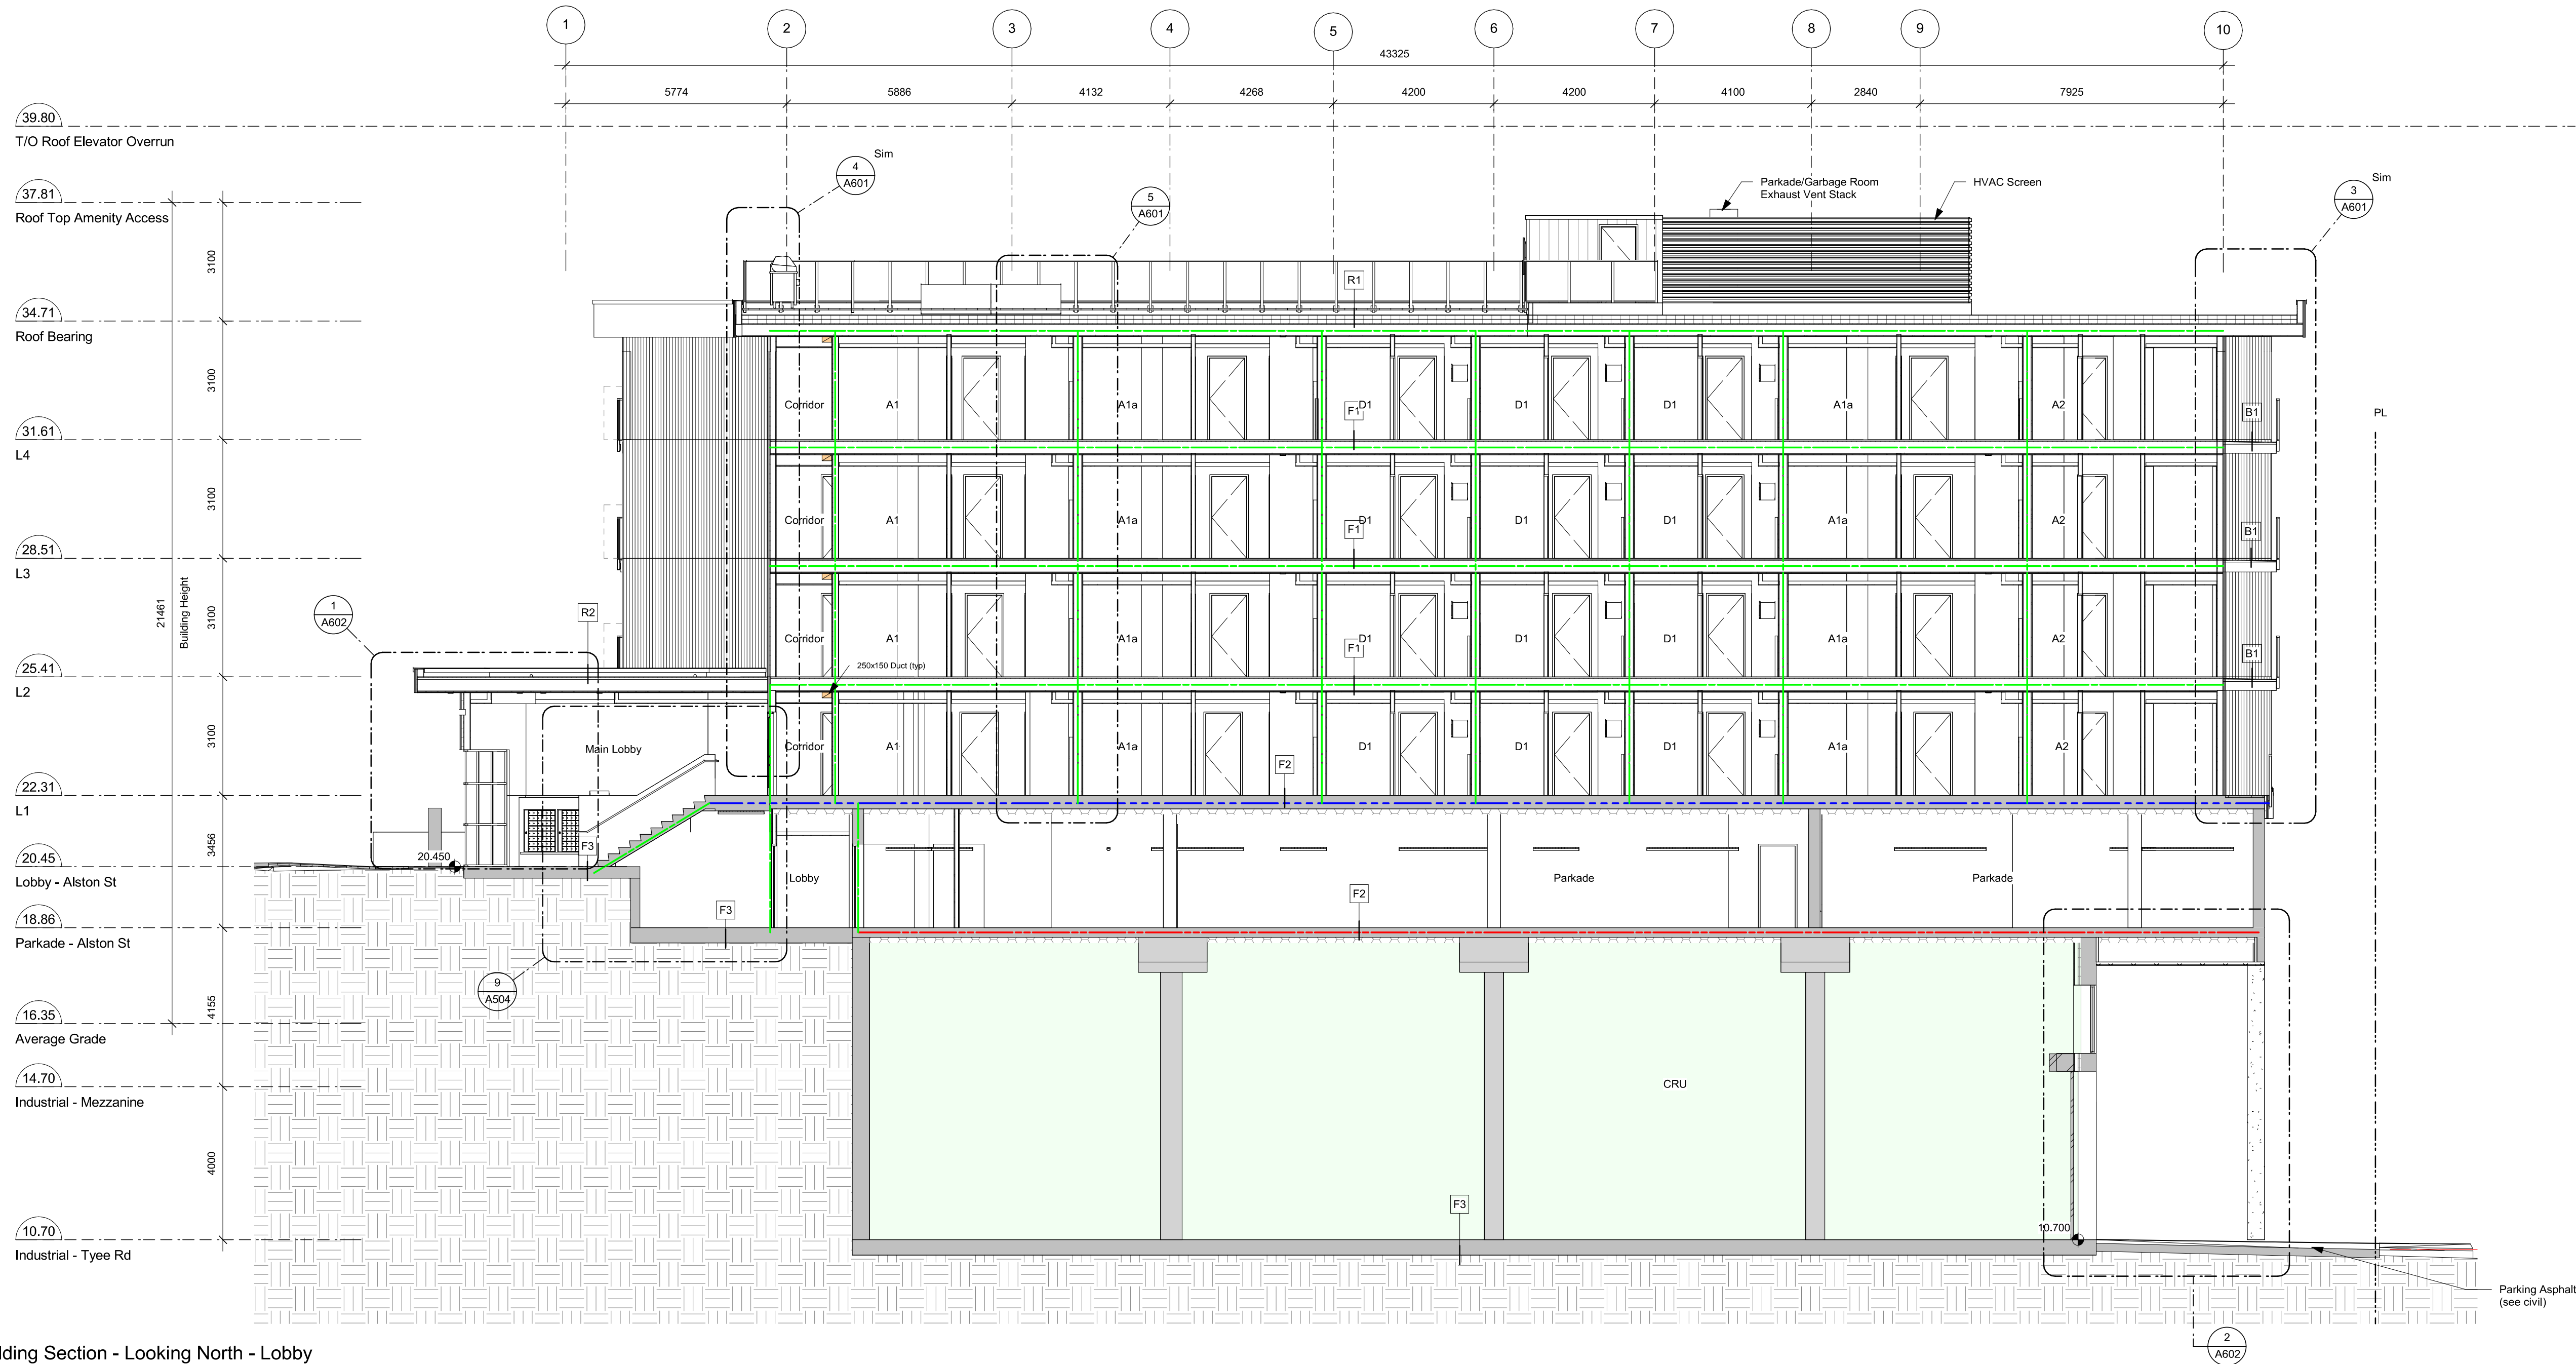 1
2
3
4
5
6
7
8
9
10
43325
5774
5886
4132
4268
4200
4200
4100
2840
7925
39.80
T/O Roof Elevator Overrun
4
A601
Sim
5
A601
Parkade/Garbage Room
Exhaust Vent Stack
HVAC Screen
3
A601
Sim
37.81
Roof Top Amenity Access
3100
R1
34.71
Roof Bearing
3100
Corridor
A1
A1a
F1
D1
D1
D1
A1a
A2
B1
PL
31.61
L4
3100
Corridor
A1
A1a
F1
D1
D1
D1
A1a
A2
B1
28.51
L3
21461
Building Height
3100
1
A602
R2
Corridor
A1
A1a
F1
D1
D1
D1
A1a
A2
B1
250x150 Duct (typ)
25.41
L2
3100
Main Lobby
Corridor
A1
A1a
D1
D1
D1
A1a
A2
F2
22.31
L1
3456
F3
20.450
20.45
Lobby - Alston St
Lobby
Parkade
Parkade
F3
F2
18.86
Parkade - Alston St
9
A504
4155
16.35
Average Grade
14.70
Industrial - Mezzanine
CRU
4000
F3
10.700
10.70
Industrial - Tyee Rd
Parking Asphalt
(see civil)
2
A602
lding Section - Looking North - Lobby